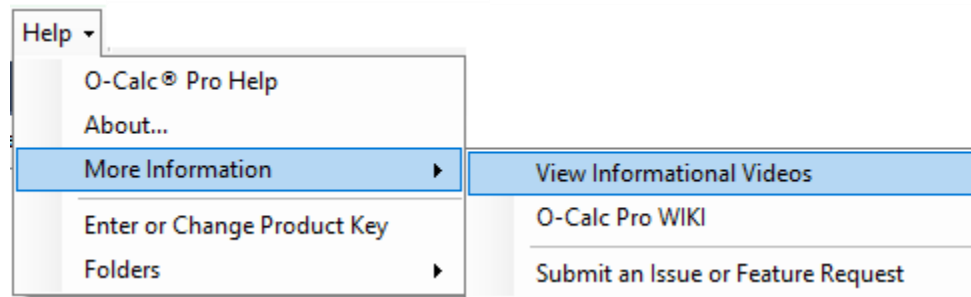 Help
O-Calc® Pro Help
About...
More Information
Enter or Change Product Key
Folders
View Informational Videos
O-Calc Pro WIKI
Submit an Issue or Feature Request